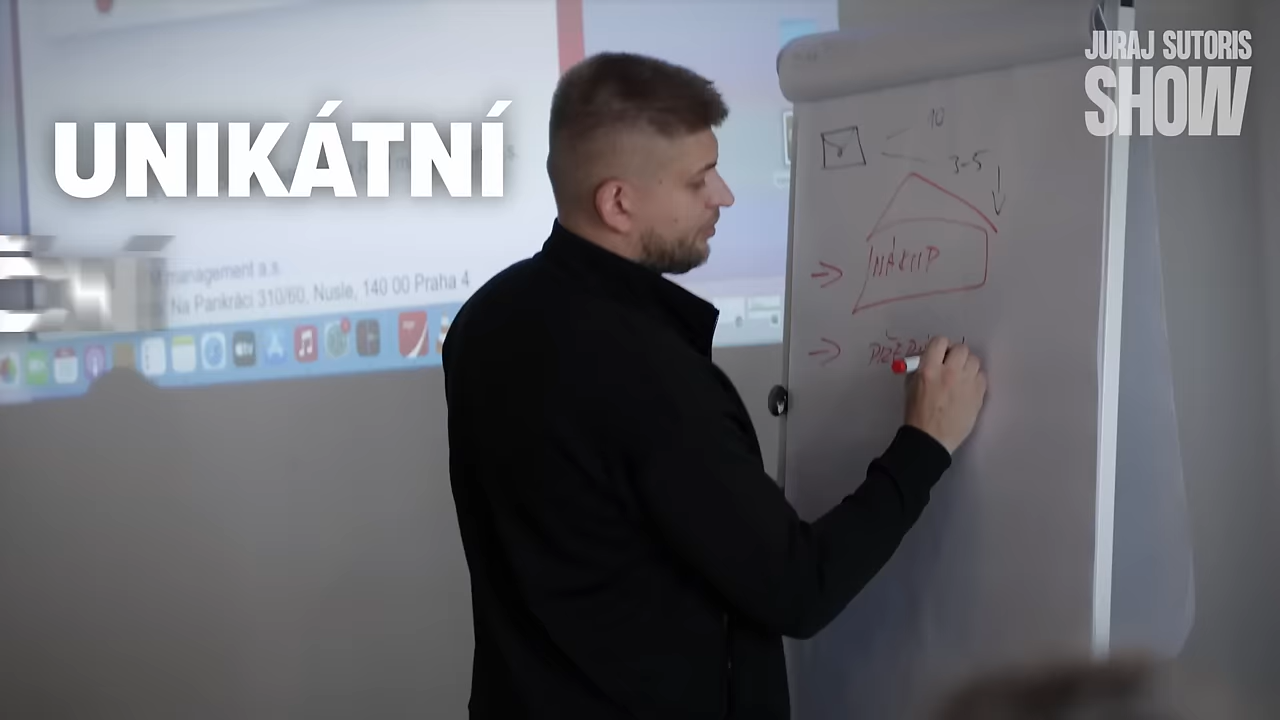 JURAJ SUTORIS
SHOW
UNIKÁTNÍ
management a.s.
Na Pankráci 310/60, Nusle, 140 00 Praha 4
10
3-5
NÁKUP